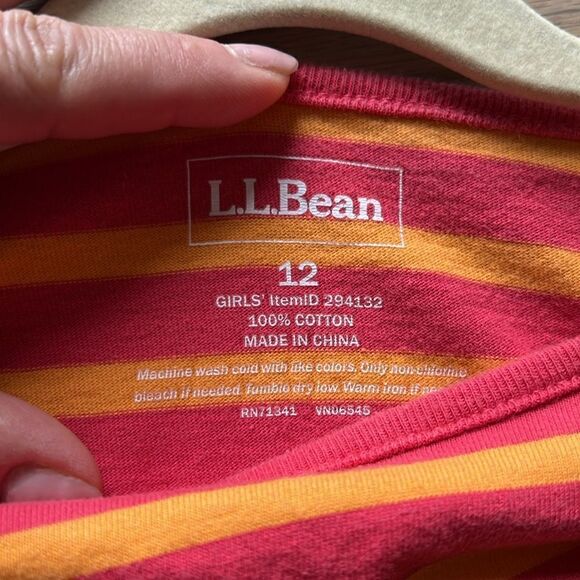 L.L.Bean
12
GIRLS' ItemID 294132
100% COTTON
MADE IN CHINA
Machine wash cold with like colors. Only non-chlorine
bleach if needed. Tumble dry low. Warm iron if
RN71341 VN06545